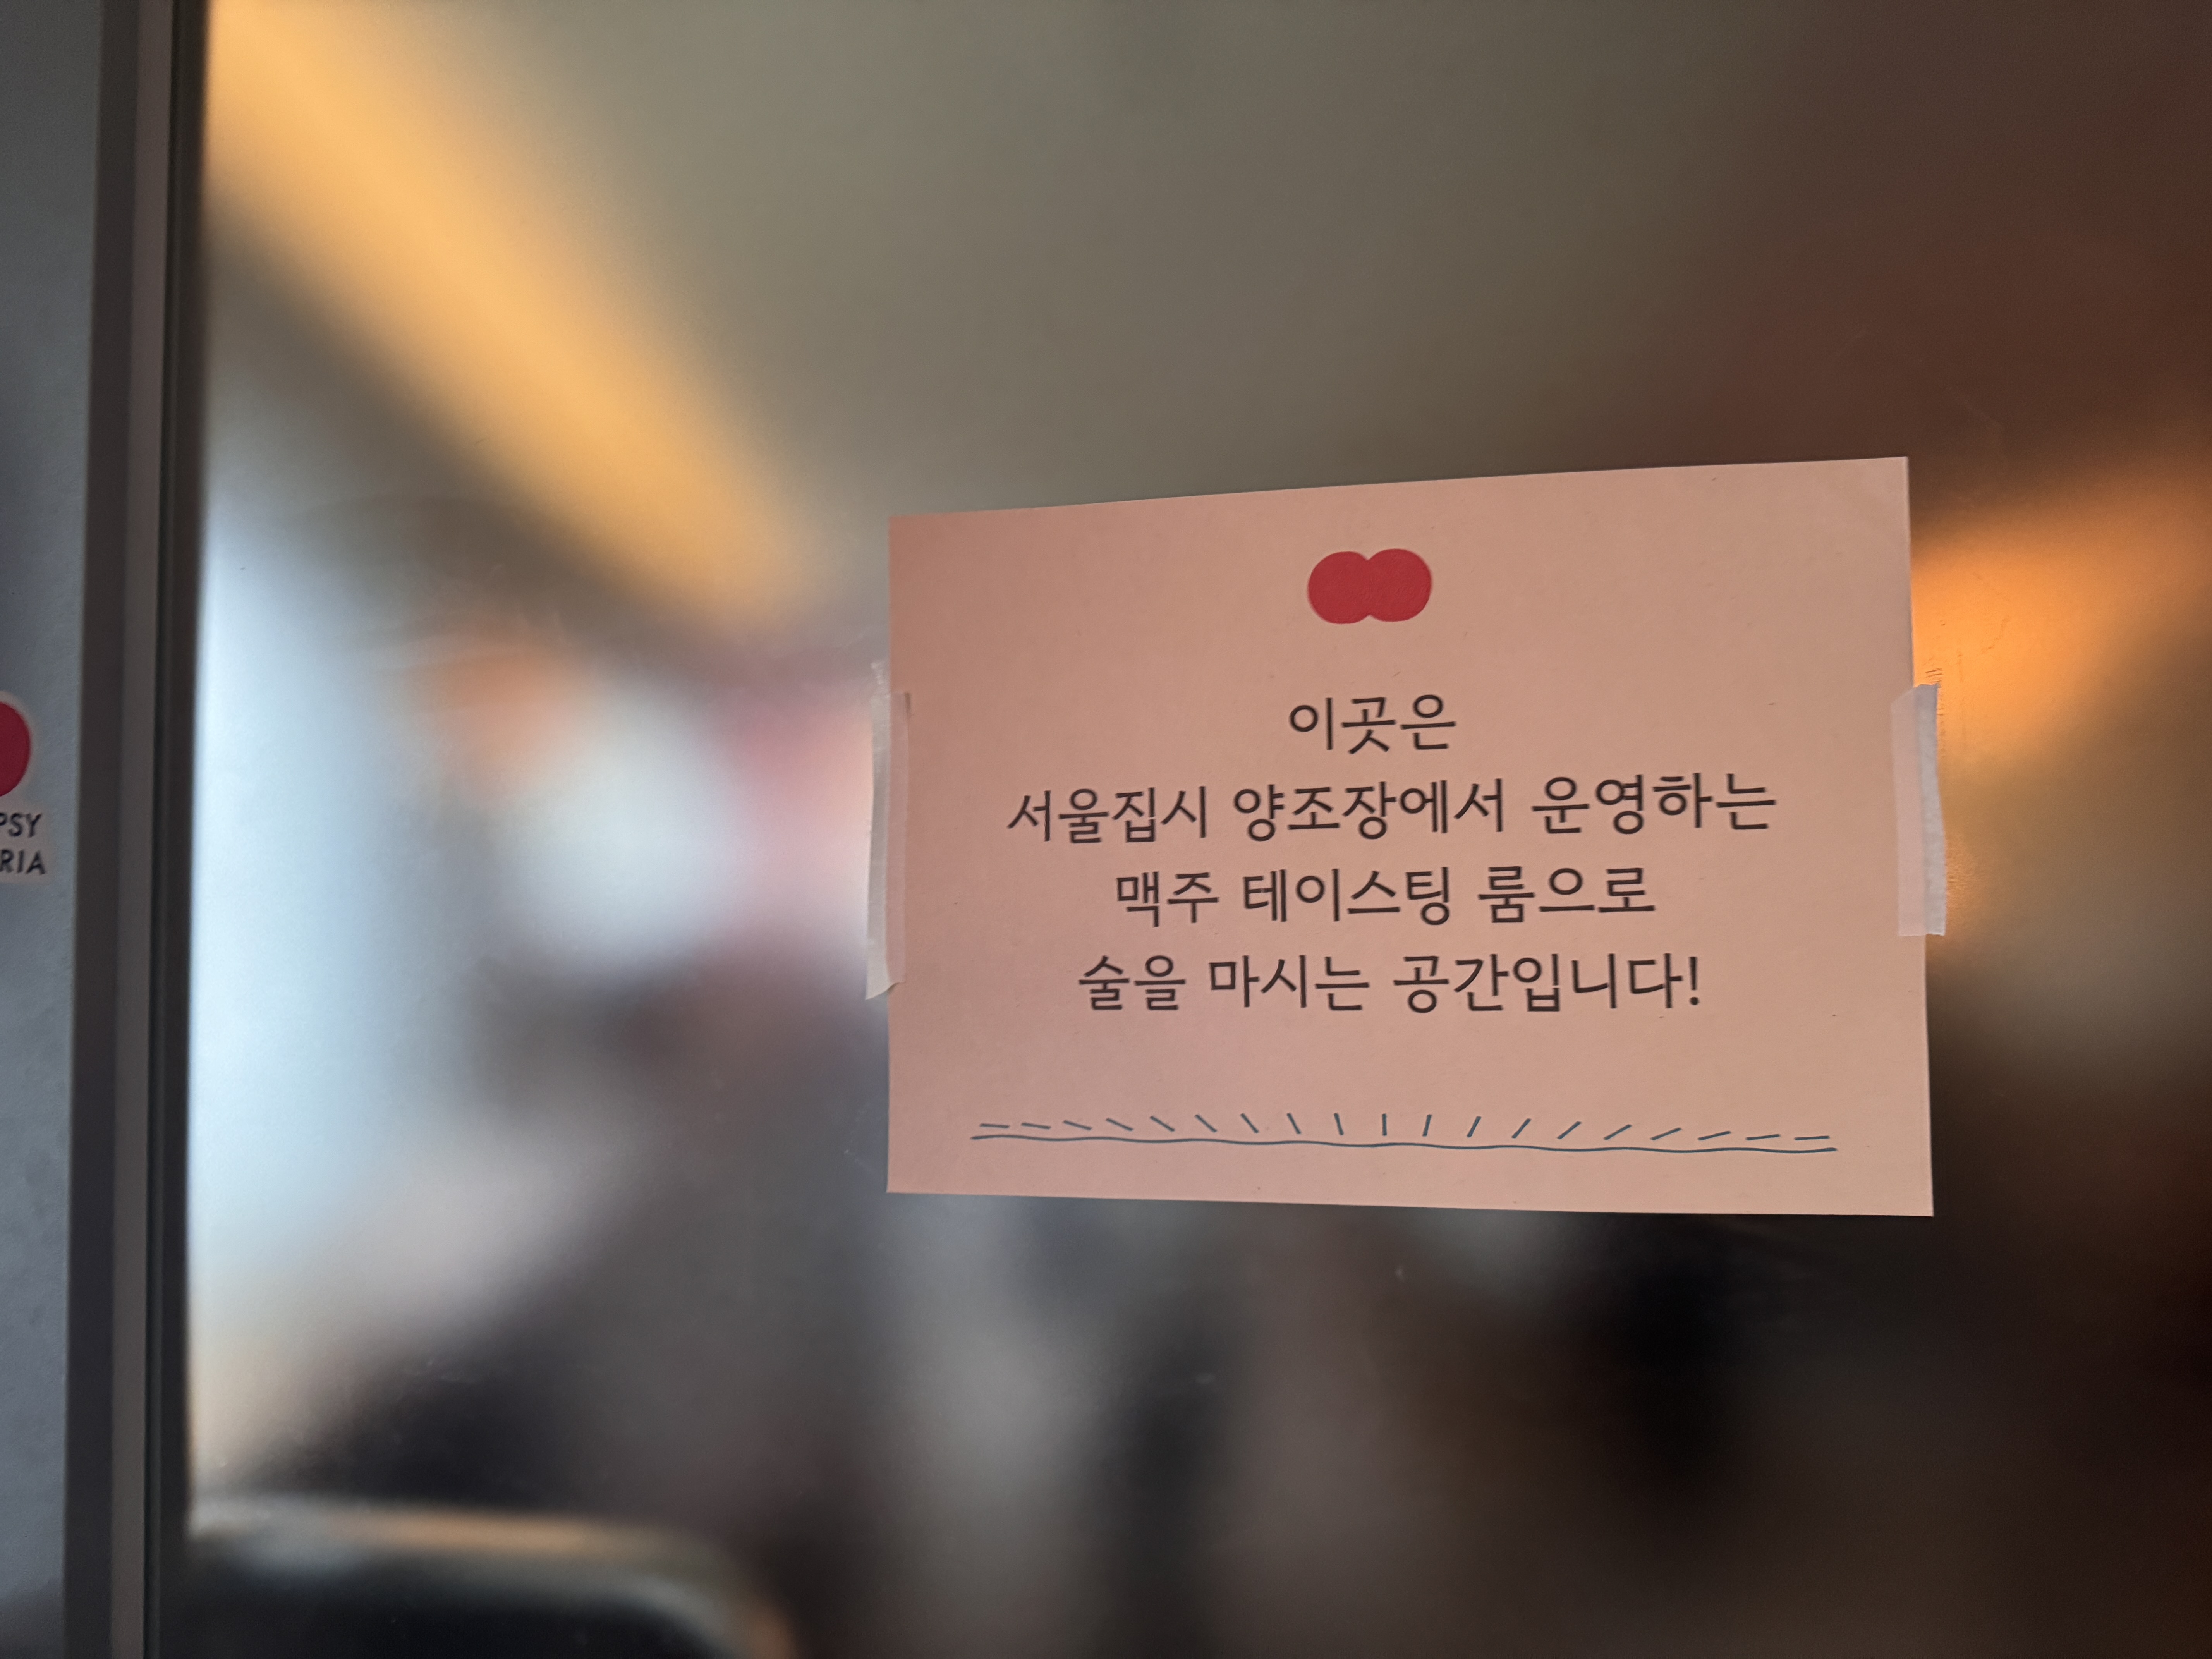 이곳은
서울집시 양조장에서 운영하는
맥주 테이스팅 룸으로
술을 마시는 공간입니다!
PSY
RIA